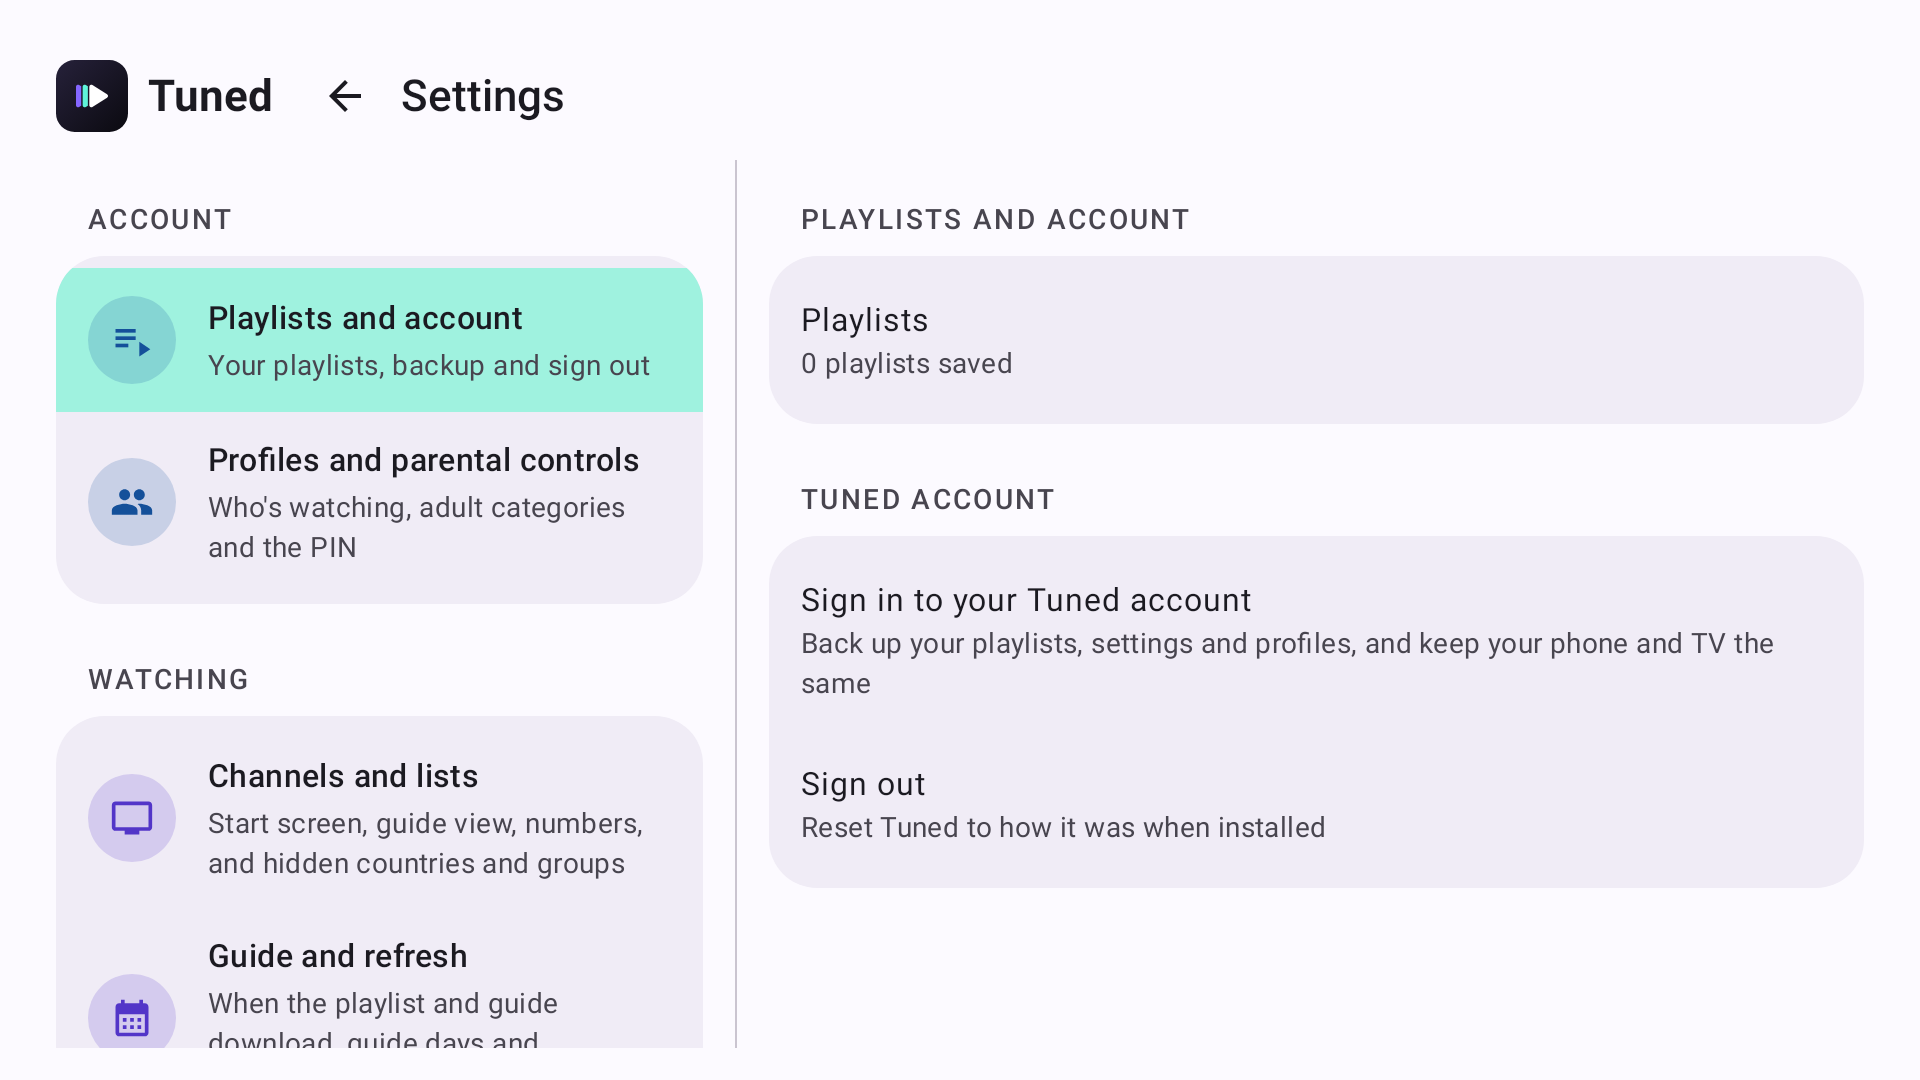 Tuned
Settings
ACCOUNT
Playlists and account
Your playlists, backup and sign out
Profiles and parental controls
Who's watching, adult categories
and the PIN
WATCHING
Channels and lists
Start screen, guide view, numbers,
and hidden countries and groups
Guide and refresh
When the playlist and guide
download, guide days and
PLAYLISTS AND ACCOUNT
Playlists
0 playlists saved
TUNED ACCOUNT
Sign in to your Tuned account
Back up your playlists, settings and profiles, and keep your phone and TV the
same
Sign out
Reset Tuned to how it was when installed